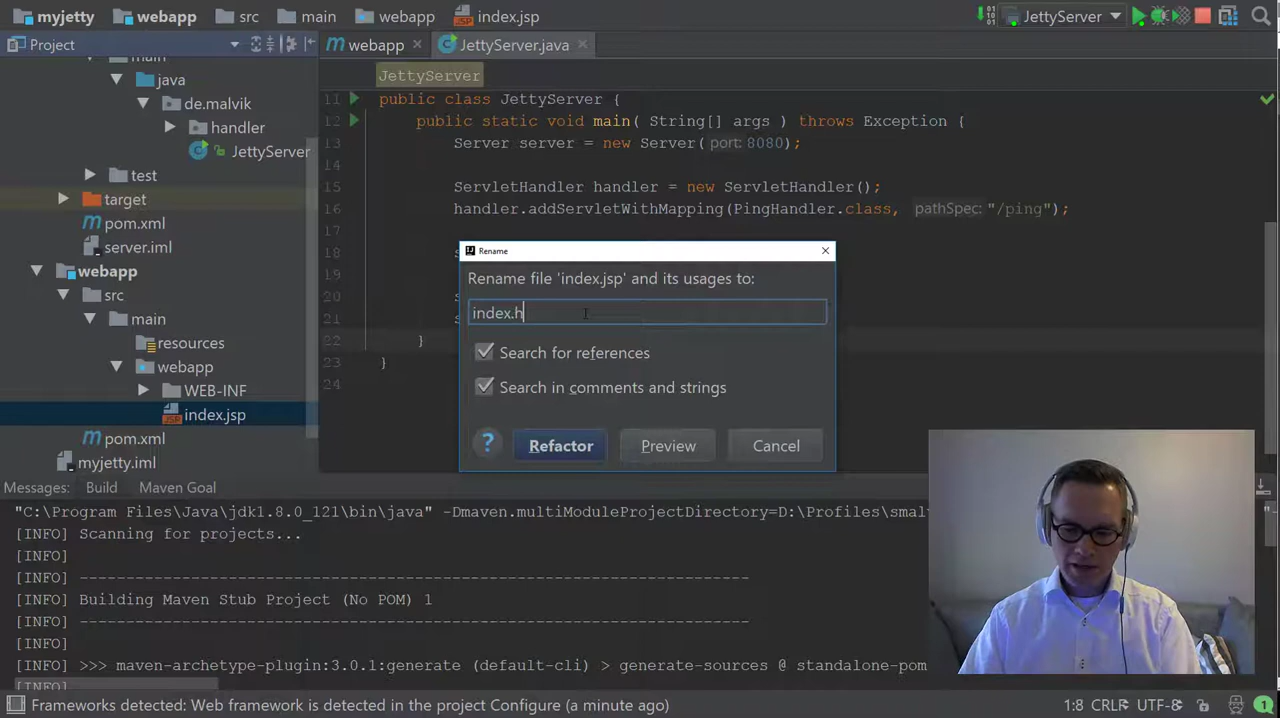 myjetty webapp src main webapp index.jsp JettyServer
Project
webapp JettyServer.java
JettyServer
main
java
de.malvik
handler
JettyServer
test
target
pom.xml
server.iml
webapp
src
main
resources
webapp
WEB-INF
index.jsp
pom.xml
myjetty.iml
11 public class JettyServer {
12 public static void main( String[] args ) throws Exception {
13 Server server = new Server( port: 8080);
14
15 ServletHandler handler = new ServletHandler();
16 handler.addServletWithMapping(PingHandler.class, pathSpec: "/ping");
18 s
19
20 s
21 s
22 }
23 }
24
Rename
Rename file 'index.jsp' and its usages to:
index.h
Search for references
Search in comments and strings
? Refactor Preview Cancel
Messages: Build Maven Goal
"C:\Program Files\Java\jdk1.8.0_121\bin\java" -Dmaven.multiModuleProjectDirectory=D:\Profiles\smal
[INFO] Scanning for projects...
[INFO]
[INFO] ------------------------------------------------------------------------
[INFO] Building Maven Stub Project (No POM) 1
[INFO] ------------------------------------------------------------------------
[INFO]
[INFO] >>> maven-archetype-plugin:3.0.1:generate (default-cli) > generate-sources @ standalone-pom
[INFO]
Frameworks detected: Web framework is detected in the project Configure (a minute ago) 1:8 CRLF UTF-8 1